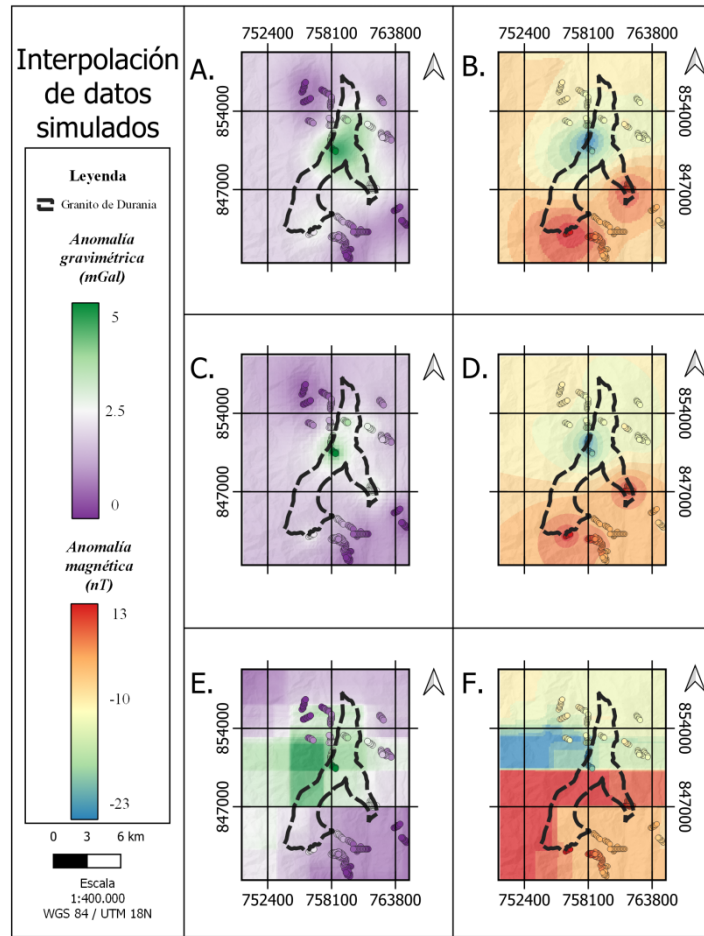 Interpolación
de datos
simulados
Leyenda
Granito de Durania
Anomalía
gravimétrica
(mGal)
5
2.5
0
Anomalía
magnética
(nT)
13
-10
-23
0 3 6 km
Escala
1:400.000
WGS 84 / UTM 18N
752400 758100 763800
752400 758100 763800
A.
B.
854000
847000
854000
847000
C.
D.
854000
847000
854000
847000
E.
F.
854000
847000
854000
847000
752400 758100 763800
752400 758100 763800